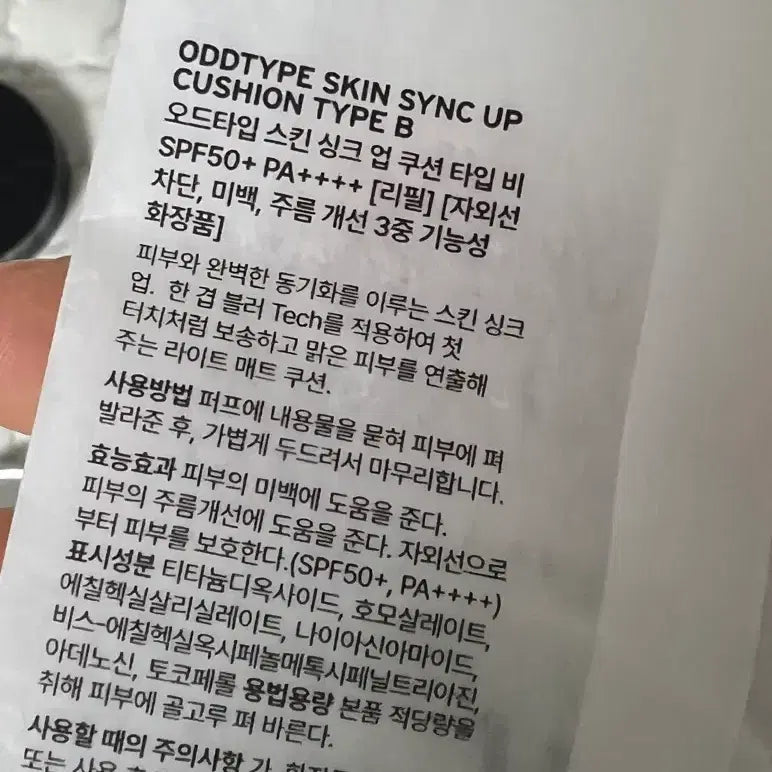 ODDTYPE SKIN SYNC UP
CUSHION TYPE B
오드타입 스킨 싱크 업 쿠션 타입 비
SPF50+ PA++++ [리필] [자외선
차단, 미백, 주름 개선 3중 기능성
화장품]
피부와 완벽한 동기화를 이루는 스킨 싱크
업. 한 겹 블러 Tech를 적용하여 첫
터치처럼 보송하고 맑은 피부를 연출해
주는 라이트 매트 쿠션.
사용방법 퍼프에 내용물을 묻혀 피부에 펴
발라준 후, 가볍게 두드려서 마무리합니다.
효능효과 피부의 미백에 도움을 준다.
피부의 주름개선에 도움을 준다. 자외선으로
부터 피부를 보호한다.(SPF50+, PA++++)
표시성분 티타늄디옥사이드, 호모살레이트,
에칠헥실살리실레이트, 나이아신아마이드,
비스-에칠헥실옥시페놀메톡시페닐트리아진,
아데노신, 토코페롤 용법용량 본품 적당량을
취해 피부에 골고루 펴 바른다.
사용할 때의 주의사항 가. 화장
또는 사용